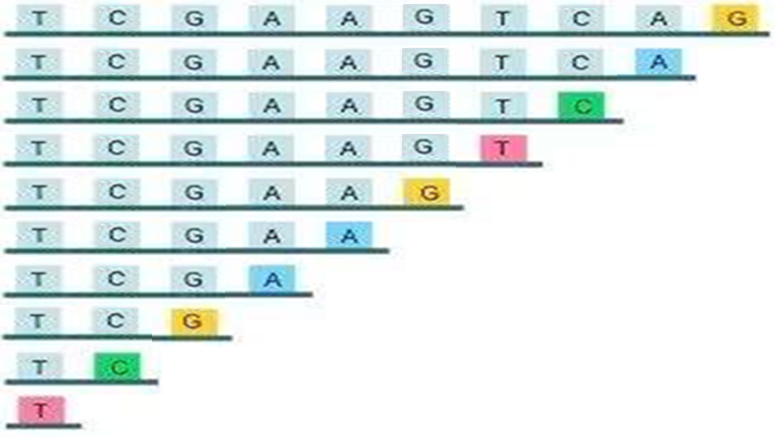 T C G A A G T C A G
T C G A A G T C A
T C G A A G T C
T C G A A G T
T C G A A G
T C G A A
T C G A
T C G
T C
T